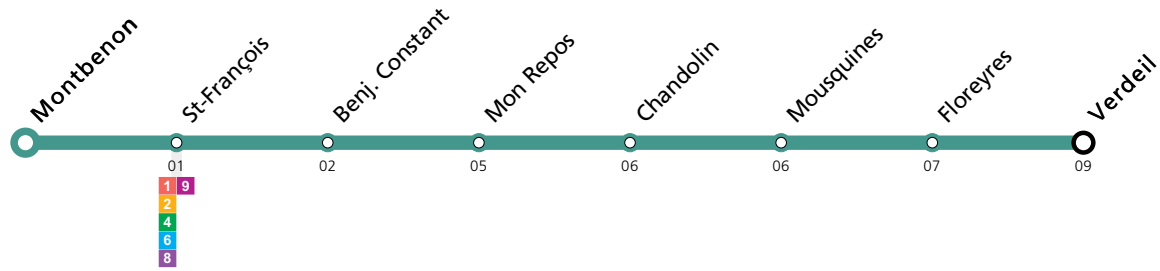 Montbenon
St-François
Benj. Constant
Mon Repos
Chandolin
Mousquines
Floreyres
Verdeil
01 02 05 06 06 07 09
1 9
2
4
6
8